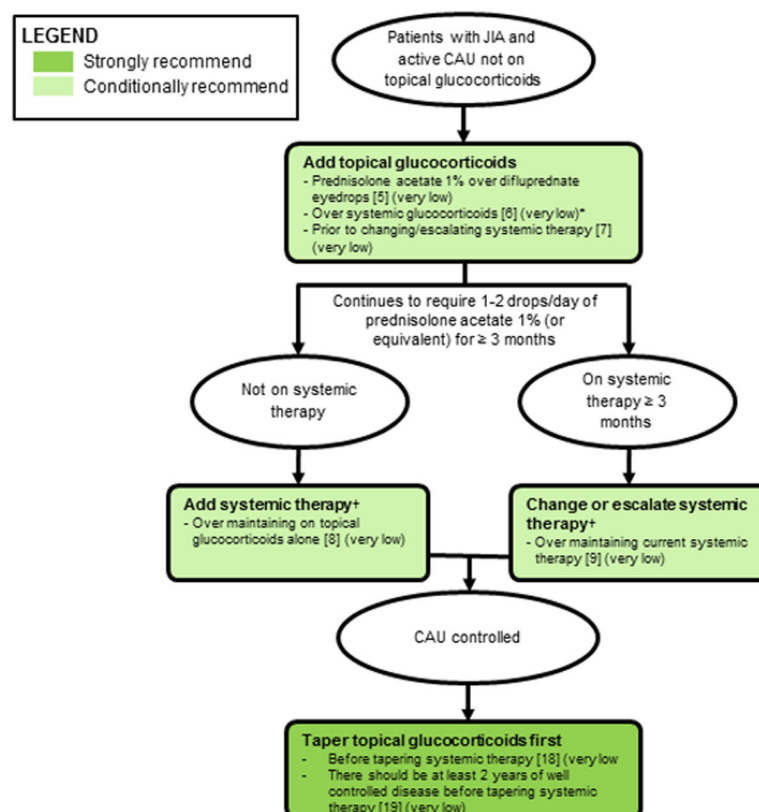 LEGEND
Strongly recommend
Conditionally recommend
Patients with JIA and
active CAU not on
topical glucocorticoids
Add topical glucocorticoids
- Prednisolone acetate 1% over difluprednate
eyedrops [5] (very low)
- Over systemic glucocorticoids [6] (very low)*
- Prior to changing/escalating systemic therapy [7]
(very low)
Continues to require 1-2 drops/day of
prednisolone acetate 1% (or
equivalent) for ≥ 3 months
Not on systemic
therapy
On systemic
therapy ≥ 3
months
Add systemic therapy+
- Over maintaining on topical
glucocorticoids alone [8] (very low)
Change or escalate systemic
therapy+
- Over maintaining current systemic
therapy [9] (very low)
CAU controlled
Taper topical glucocorticoids first
- Before tapering systemic therapy [18] (very low
- There should be at least 2 years of well
controlled disease before tapering systemic
therapy [19] (very low)